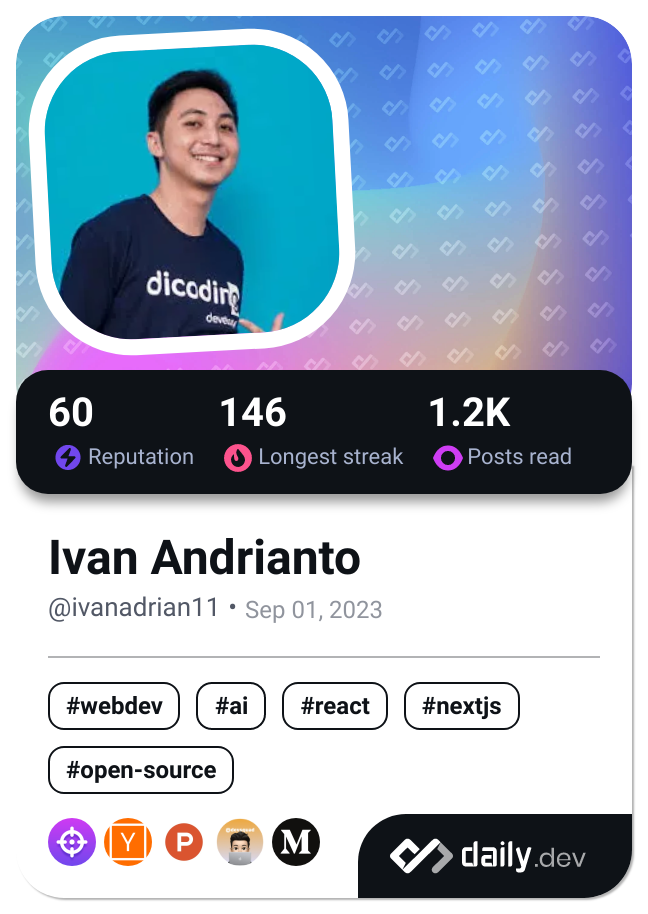 dicoding
60
146
1.2K
Reputation
Longest streak
Posts read
Ivan Andrianto
@ivanadrian11 • Sep 01, 2023
#webdev
#ai
#react
#nextjs
#open-source
Y
P
M
daily.dev